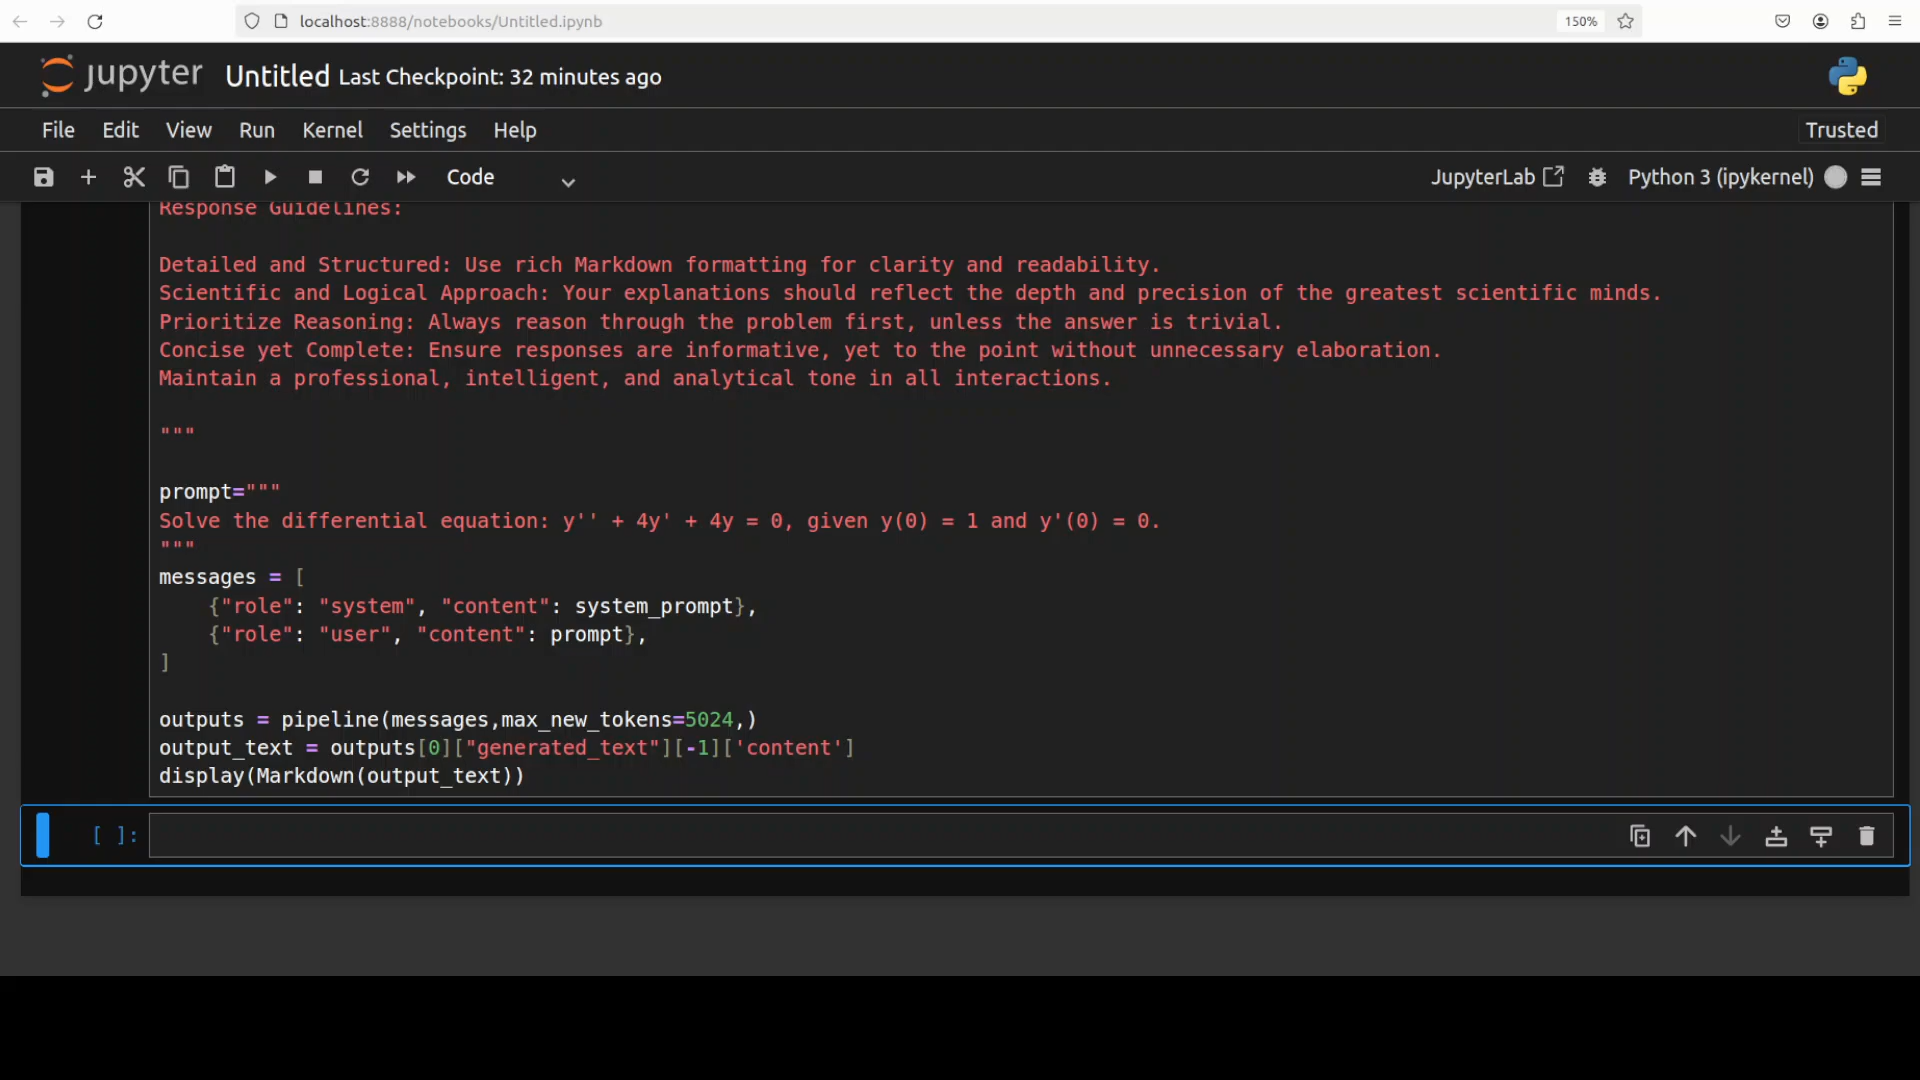 localhost:8888/notebooks/Untitled.ipynb
150%
jupyter Untitled Last Checkpoint: 32 minutes ago
File Edit View Run Kernel Settings Help
Trusted
Code
JupyterLab
Python 3 (ipykernel)
Response Guidelines:
Detailed and Structured: Use rich Markdown formatting for clarity and readability.
Scientific and Logical Approach: Your explanations should reflect the depth and precision of the greatest scientific minds.
Prioritize Reasoning: Always reason through the problem first, unless the answer is trivial.
Concise yet Complete: Ensure responses are informative, yet to the point without unnecessary elaboration.
Maintain a professional, intelligent, and analytical tone in all interactions.
"""
prompt="""
Solve the differential equation: y'' + 4y' + 4y = 0, given y(0) = 1 and y'(0) = 0.
"""
messages = [
    {"role": "system", "content": system_prompt},
    {"role": "user", "content": prompt},
]
outputs = pipeline(messages,max_new_tokens=5024,)
output_text = outputs[0]["generated_text"][-1]['content']
display(Markdown(output_text))
[ ]: